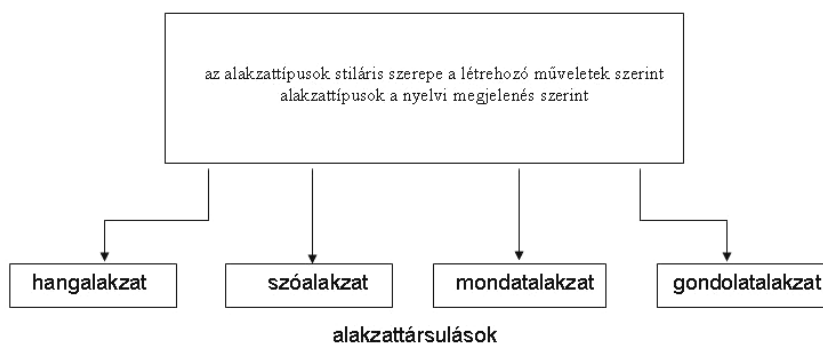 az alakzattípusok stiláris szerepe a létrehozó műveletek szerint
alakzattípusok a nyelvi megjelenés szerint
hangalakzat
szóalakzat
mondatalakzat
gondolatalakzat
alakzattársulások